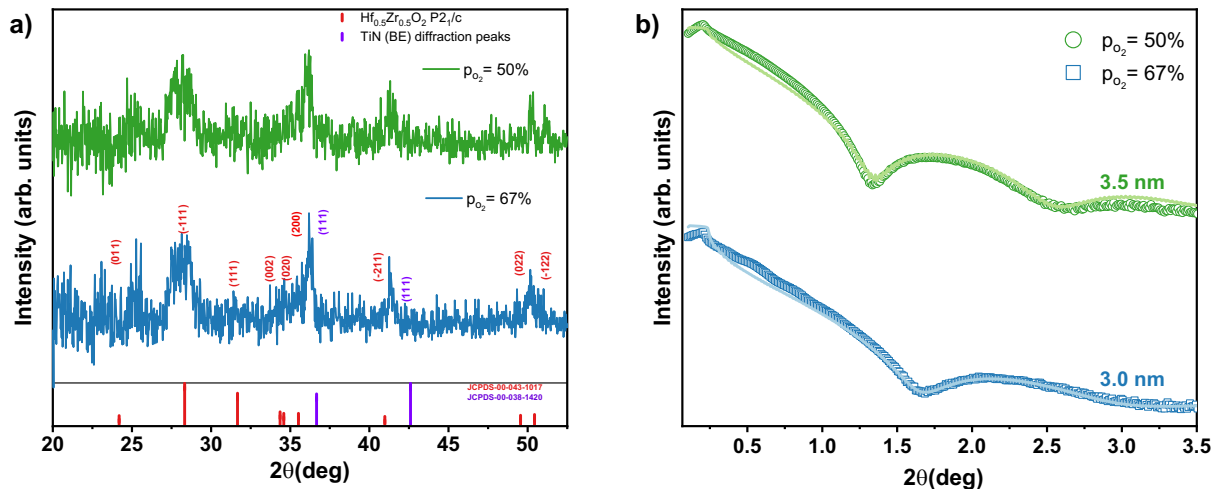 a)
Hf0.5Zr0.5O2 P21/c
TiN (BE) diffraction peaks
pO2= 50%
pO2= 67%
(011)
(-111)
(111)
(002)
(020)
(200)
(111)
(-211)
(111)
(022)
(-122)
JCPDS-00-043-1017
JCPDS-00-038-1420
20 25 30 35 40 45 50
2θ(deg)
Intensity (arb. units)
b)
pO2= 50%
pO2= 67%
3.5 nm
3.0 nm
0.5 1.0 1.5 2.0 2.5 3.0 3.5
2θ(deg)
Intensity (arb. units)